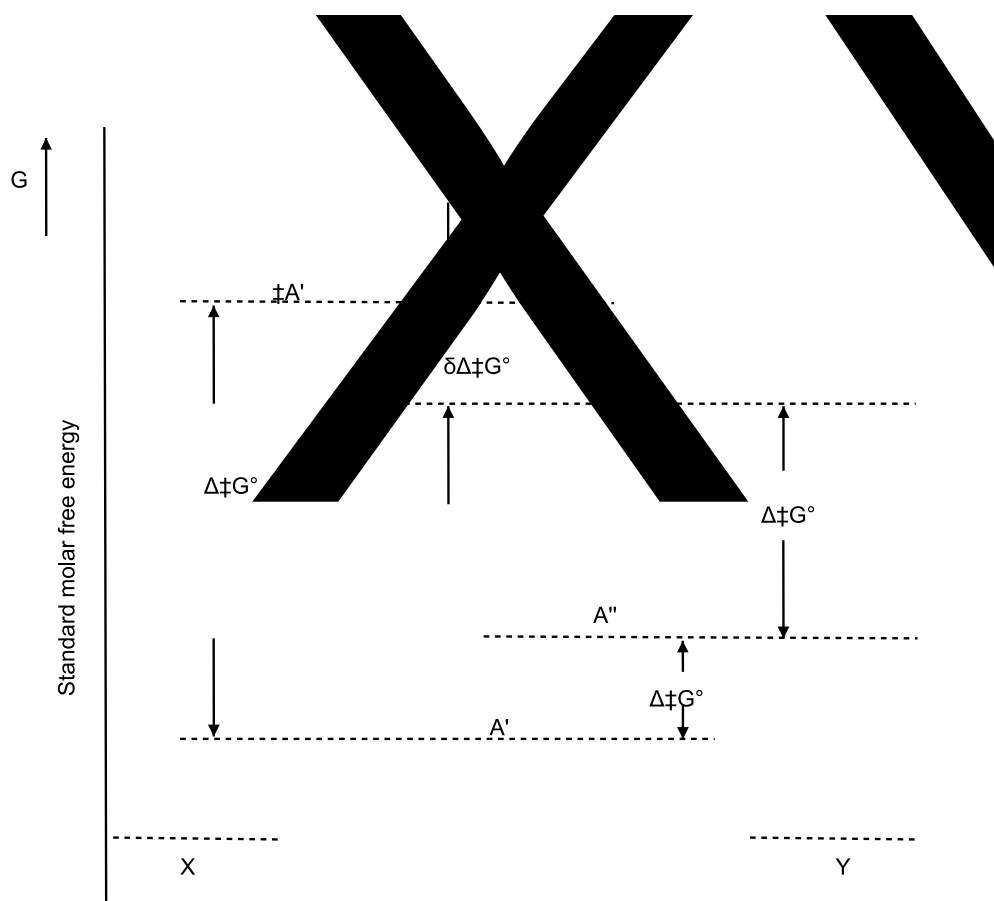 X
G
‡A'
δΔ‡G°
Δ‡G°
Δ‡G°
A''
Δ‡G°
A'
Standard molar free energy
X
Y